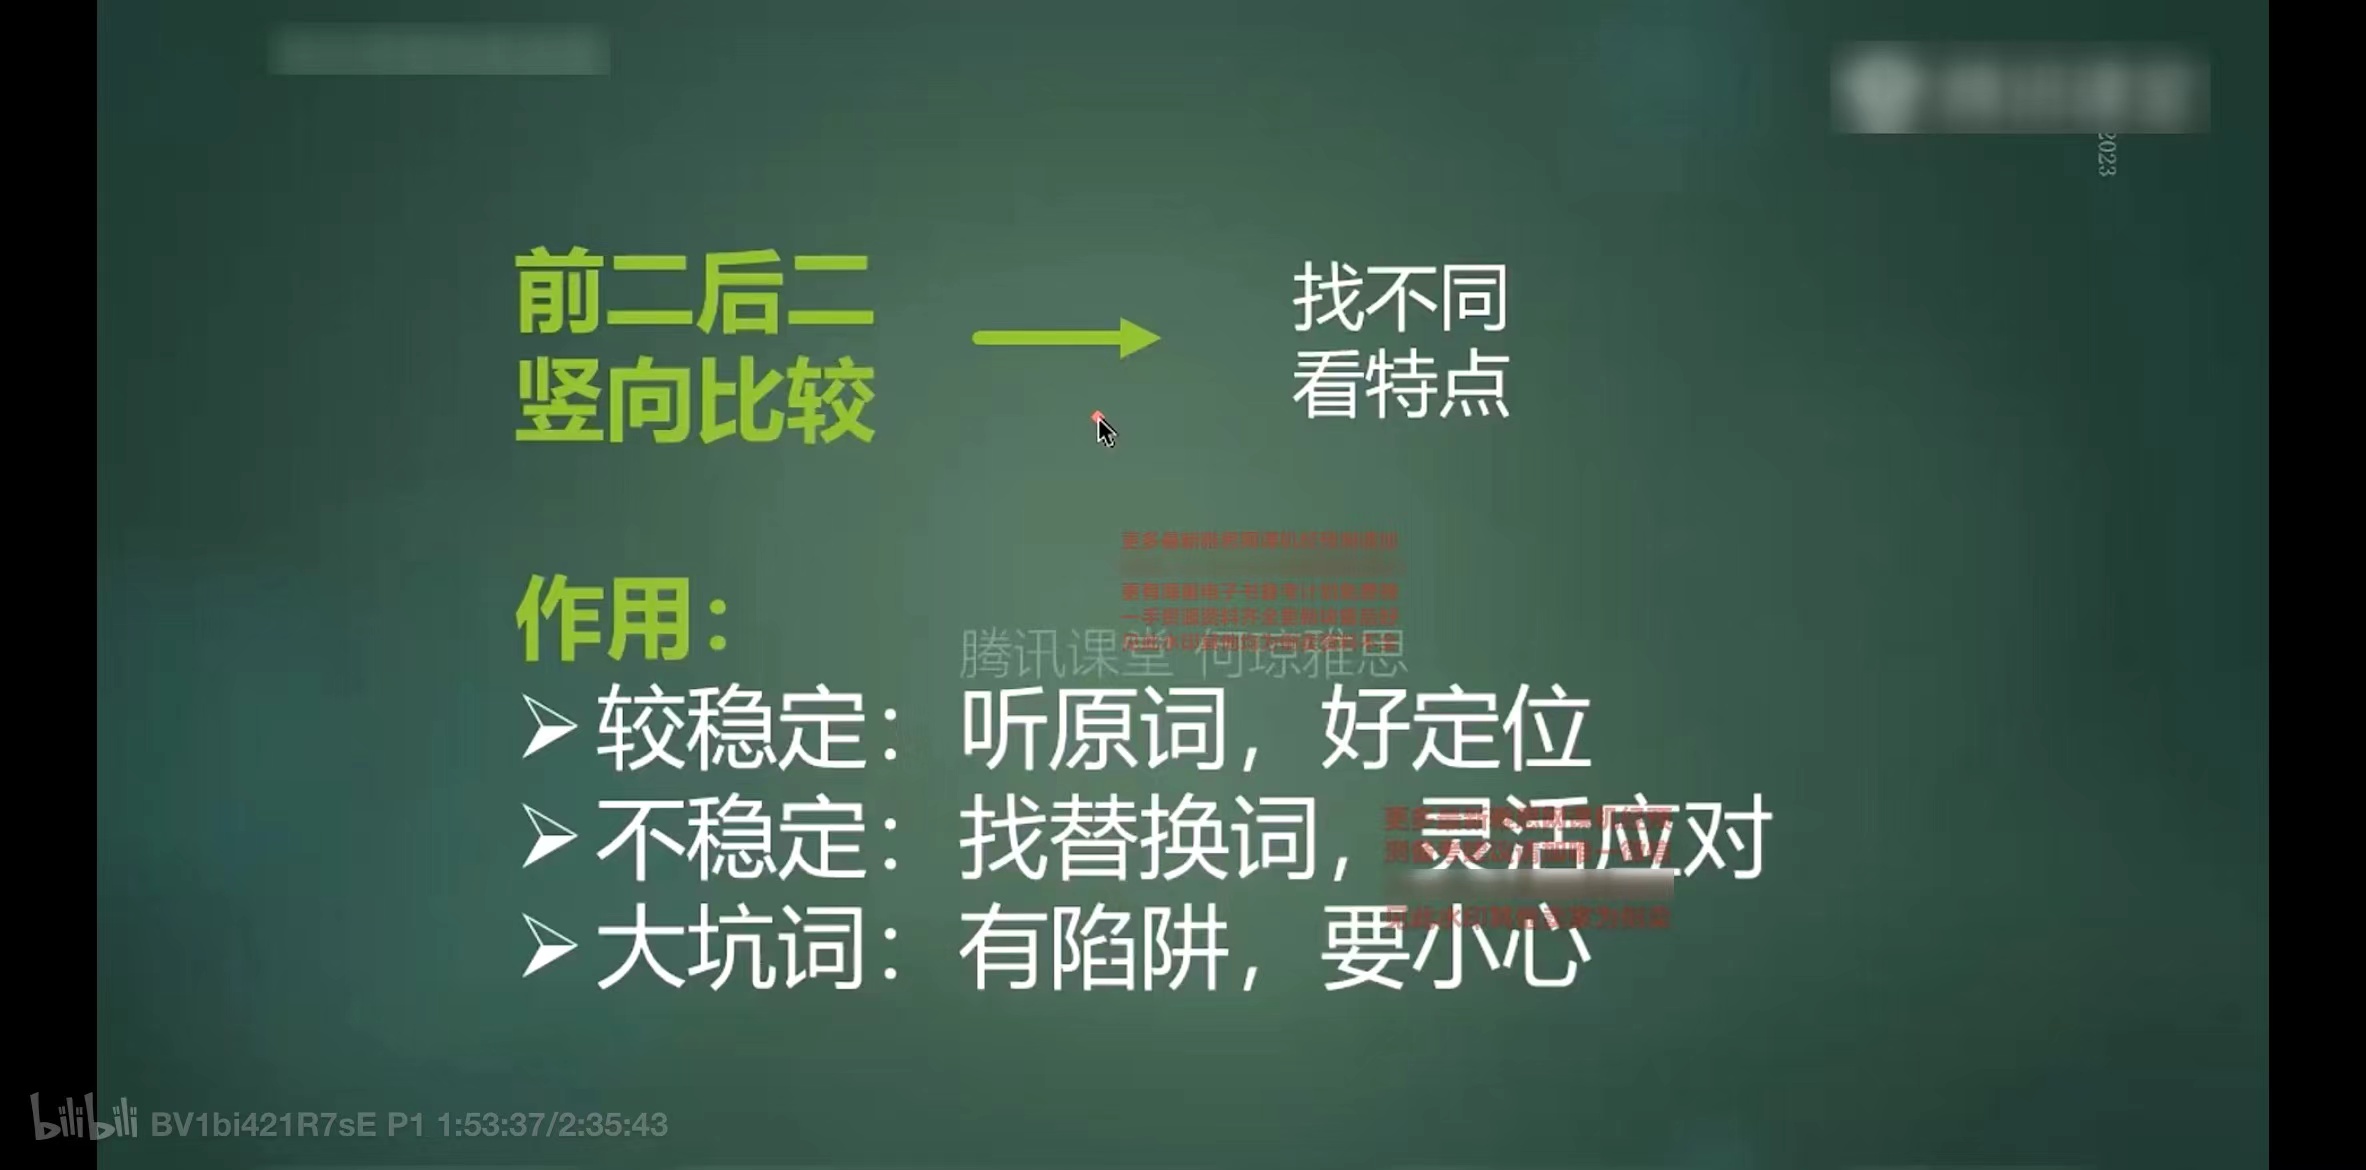 2023
前二后二
竖向比较
找不同
看特点
作用：
腾讯课堂 何琼雅思
➢较稳定：听原词，好定位
➢不稳定：找替换词，灵活应对
➢大坑词：有陷阱，要小心
bilibili BV1bi421R7sE P1 1:53:37/2:35:43